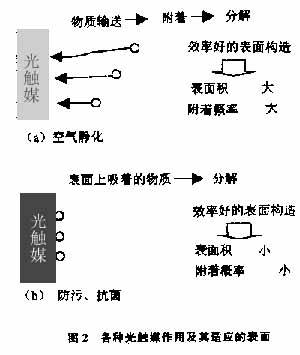 物质输送 → 附着 → 分解
光触媒
效率好的表面构造
表面积 大
附着概率 大
(a) 空气静化
表面上吸着的物质 → 分解
光触媒
效率好的表面构造
表面积 小
附着概率 小
(b) 防污、抗菌
图2 各种光触媒作用及其适应的表面